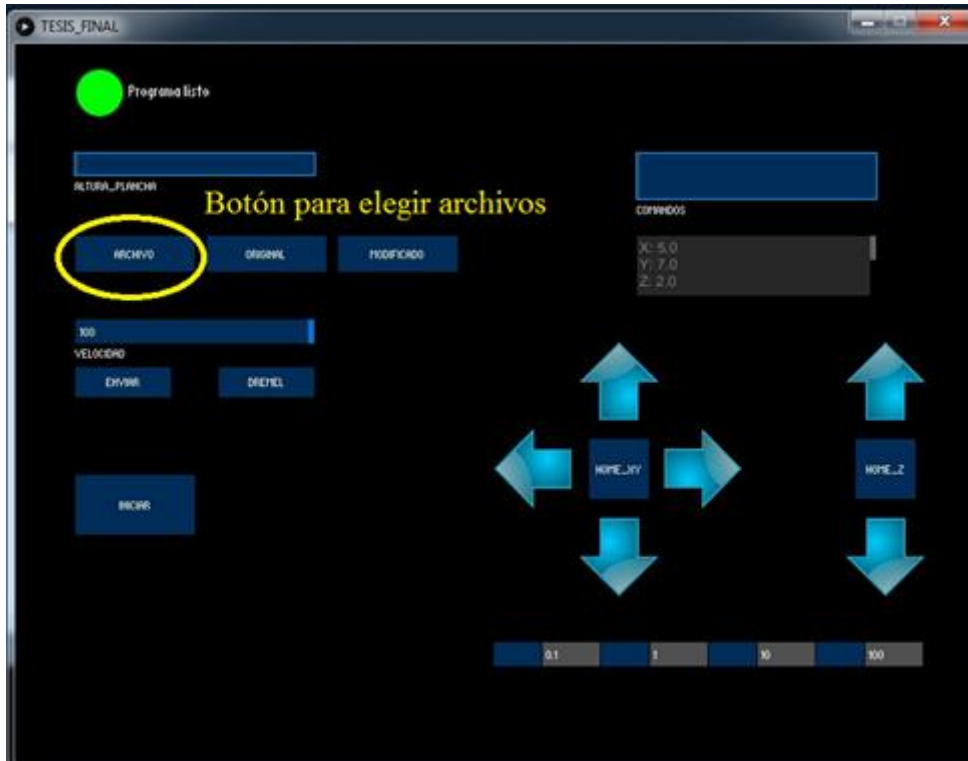 TESIS_FINAL
Programa listo
ALTURA_PLANCHA
Botón para elegir archivos
COMANDOS
ARCHIVO
ORIGINAL
MODIFICADO
X: 5.0
Y: 7.0
Z: 2.0
100
VELOCIDAD
ENVIAR
DREMEL
HOME_XY
HOME_Z
INICIAR
0.1
1
10
100